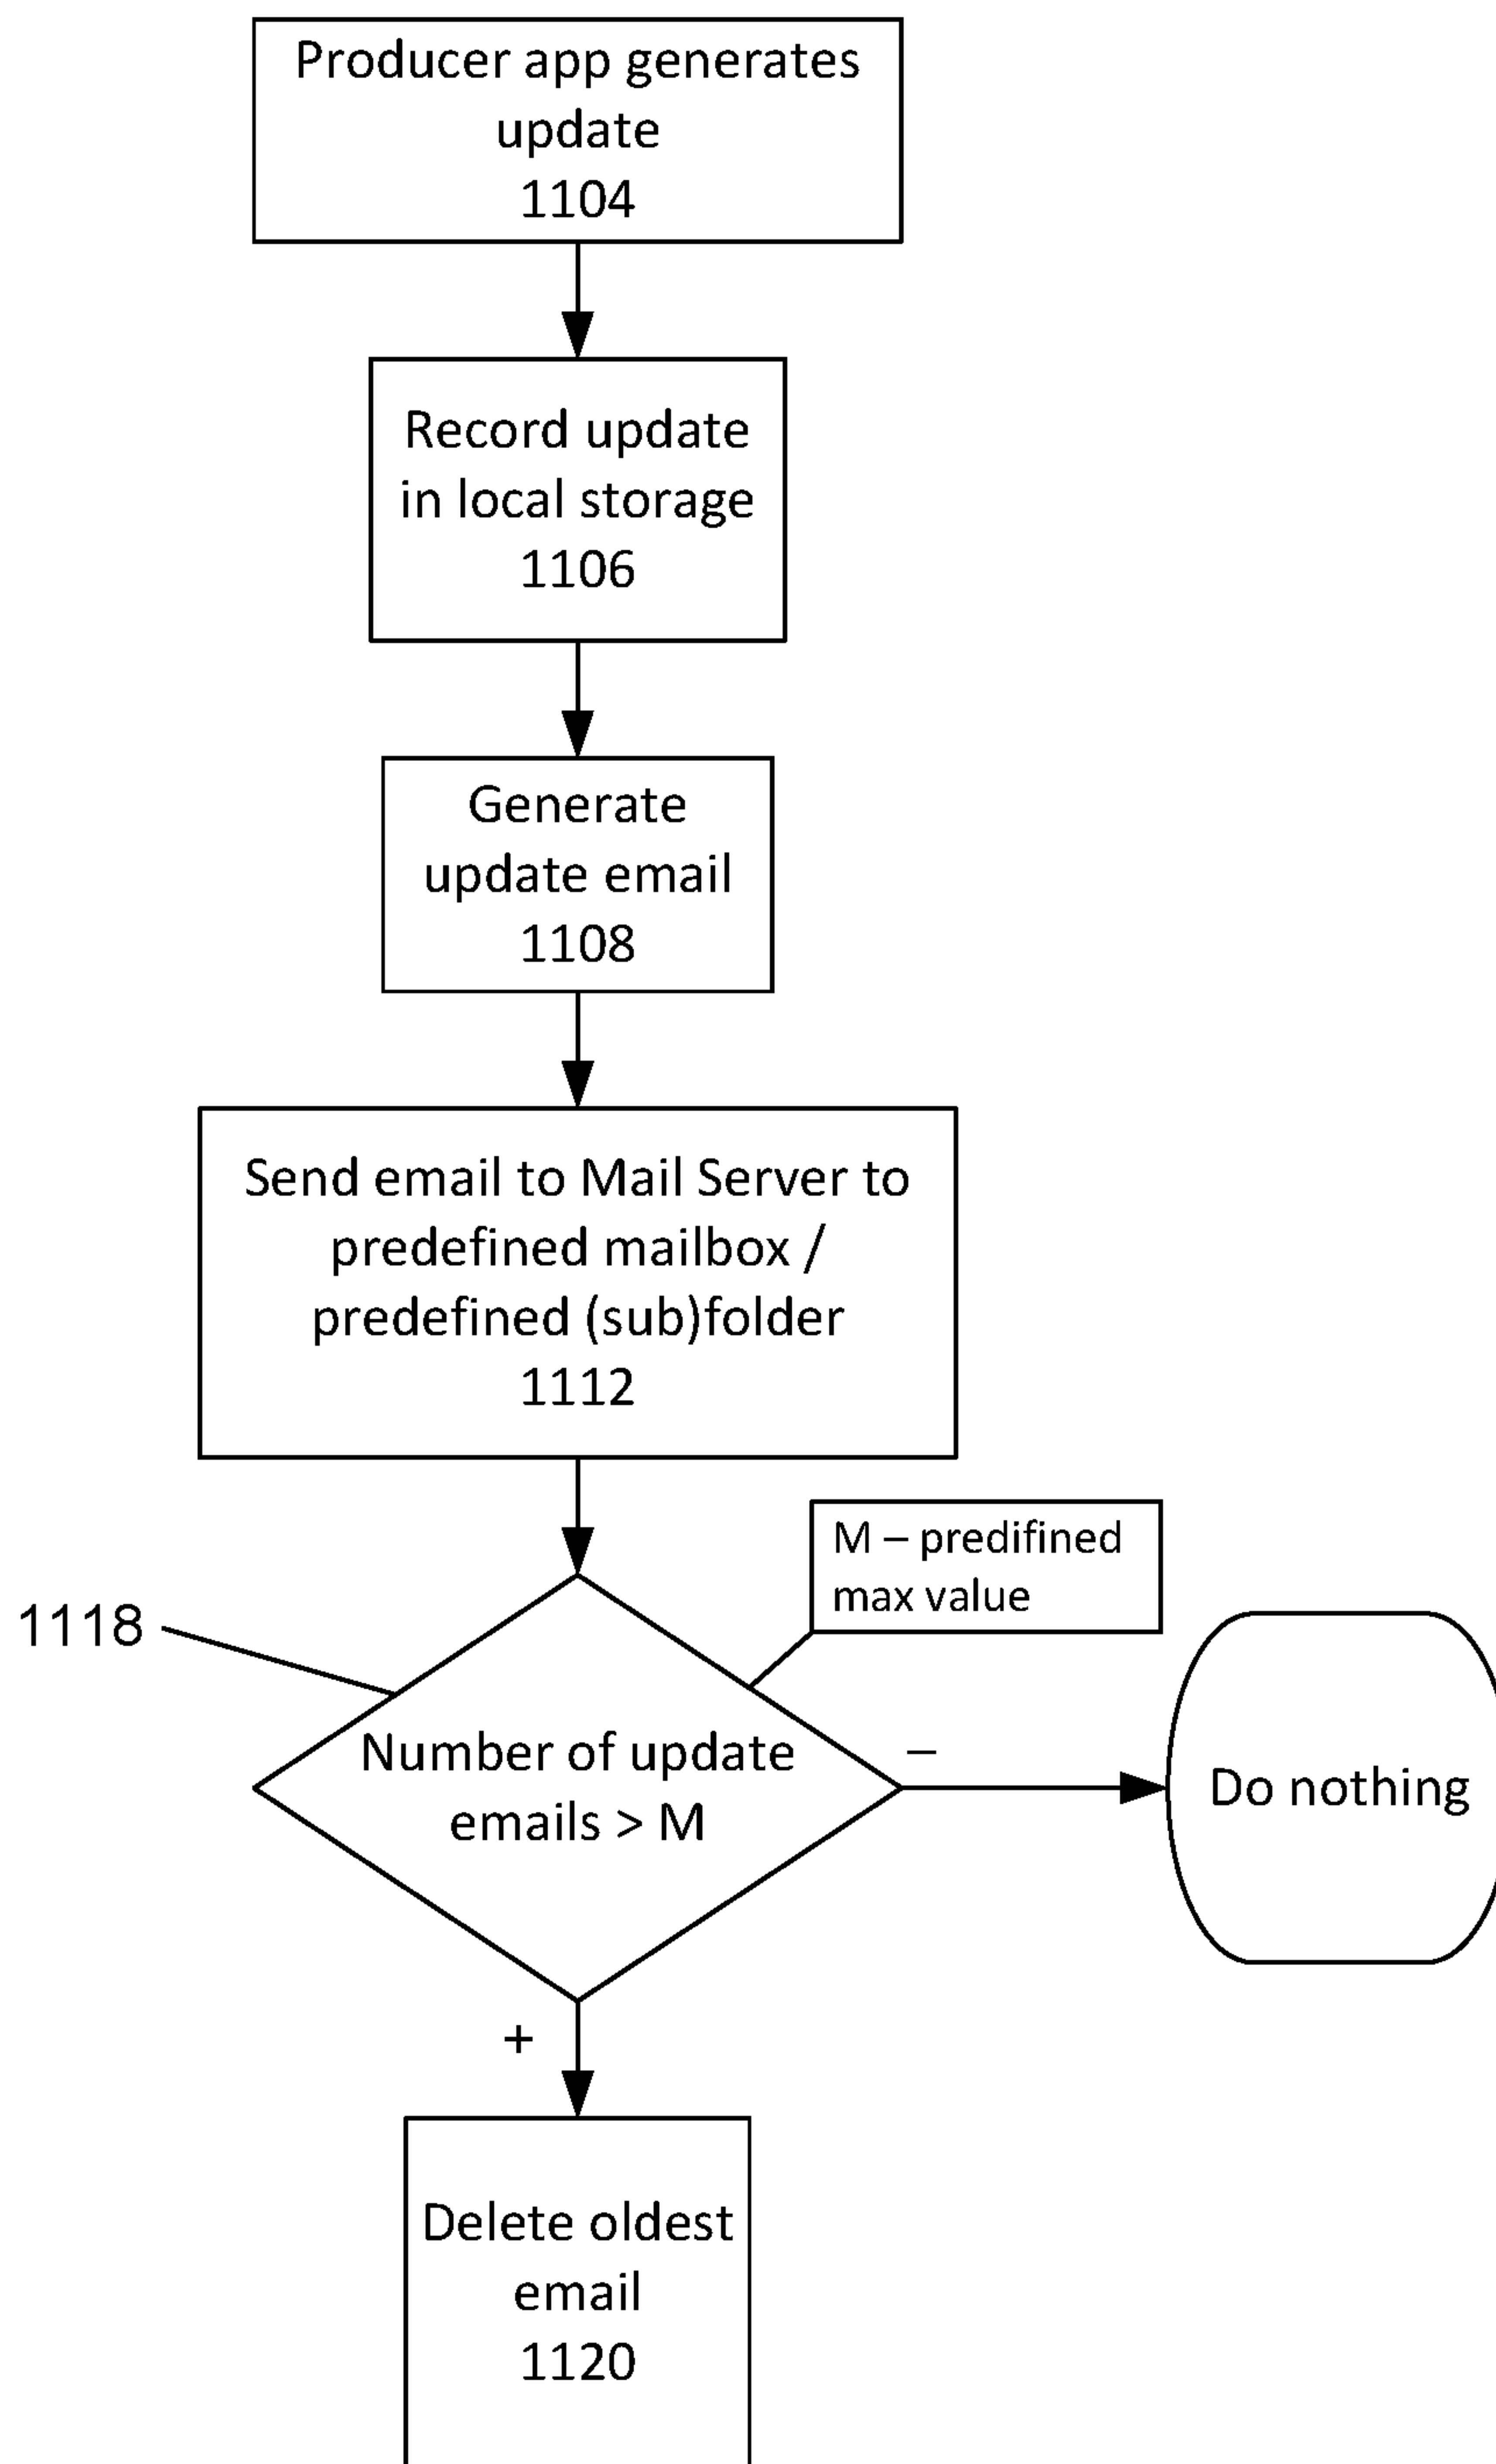 Producer app generates
update
1104
Record update
in local storage
1106
Generate
update email
1108
Send email to Mail Server to
predefined mailbox /
predefined (sub)folder
1112
M – predifined
max value
1118
Number of update
emails > M
–
Do nothing
+
Delete oldest
email
1120